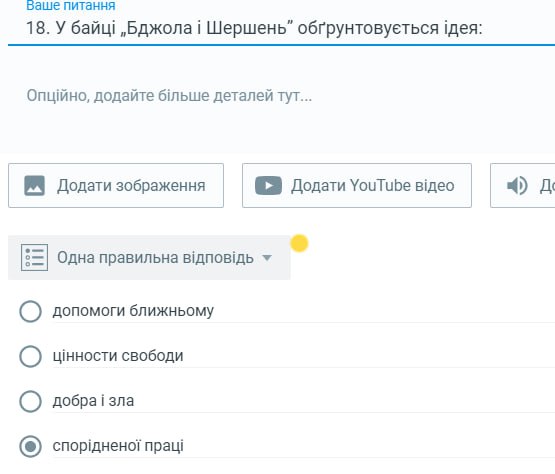 Ваше питання
18. У байці „Бджола і Шершень” обґрунтовується ідея:
Опційно, додайте більше деталей тут...
Додати зображення
Додати YouTube відео
Одна правильна відповідь
допомоги ближньому
цінности свободи
добра і зла
спорідненої праці